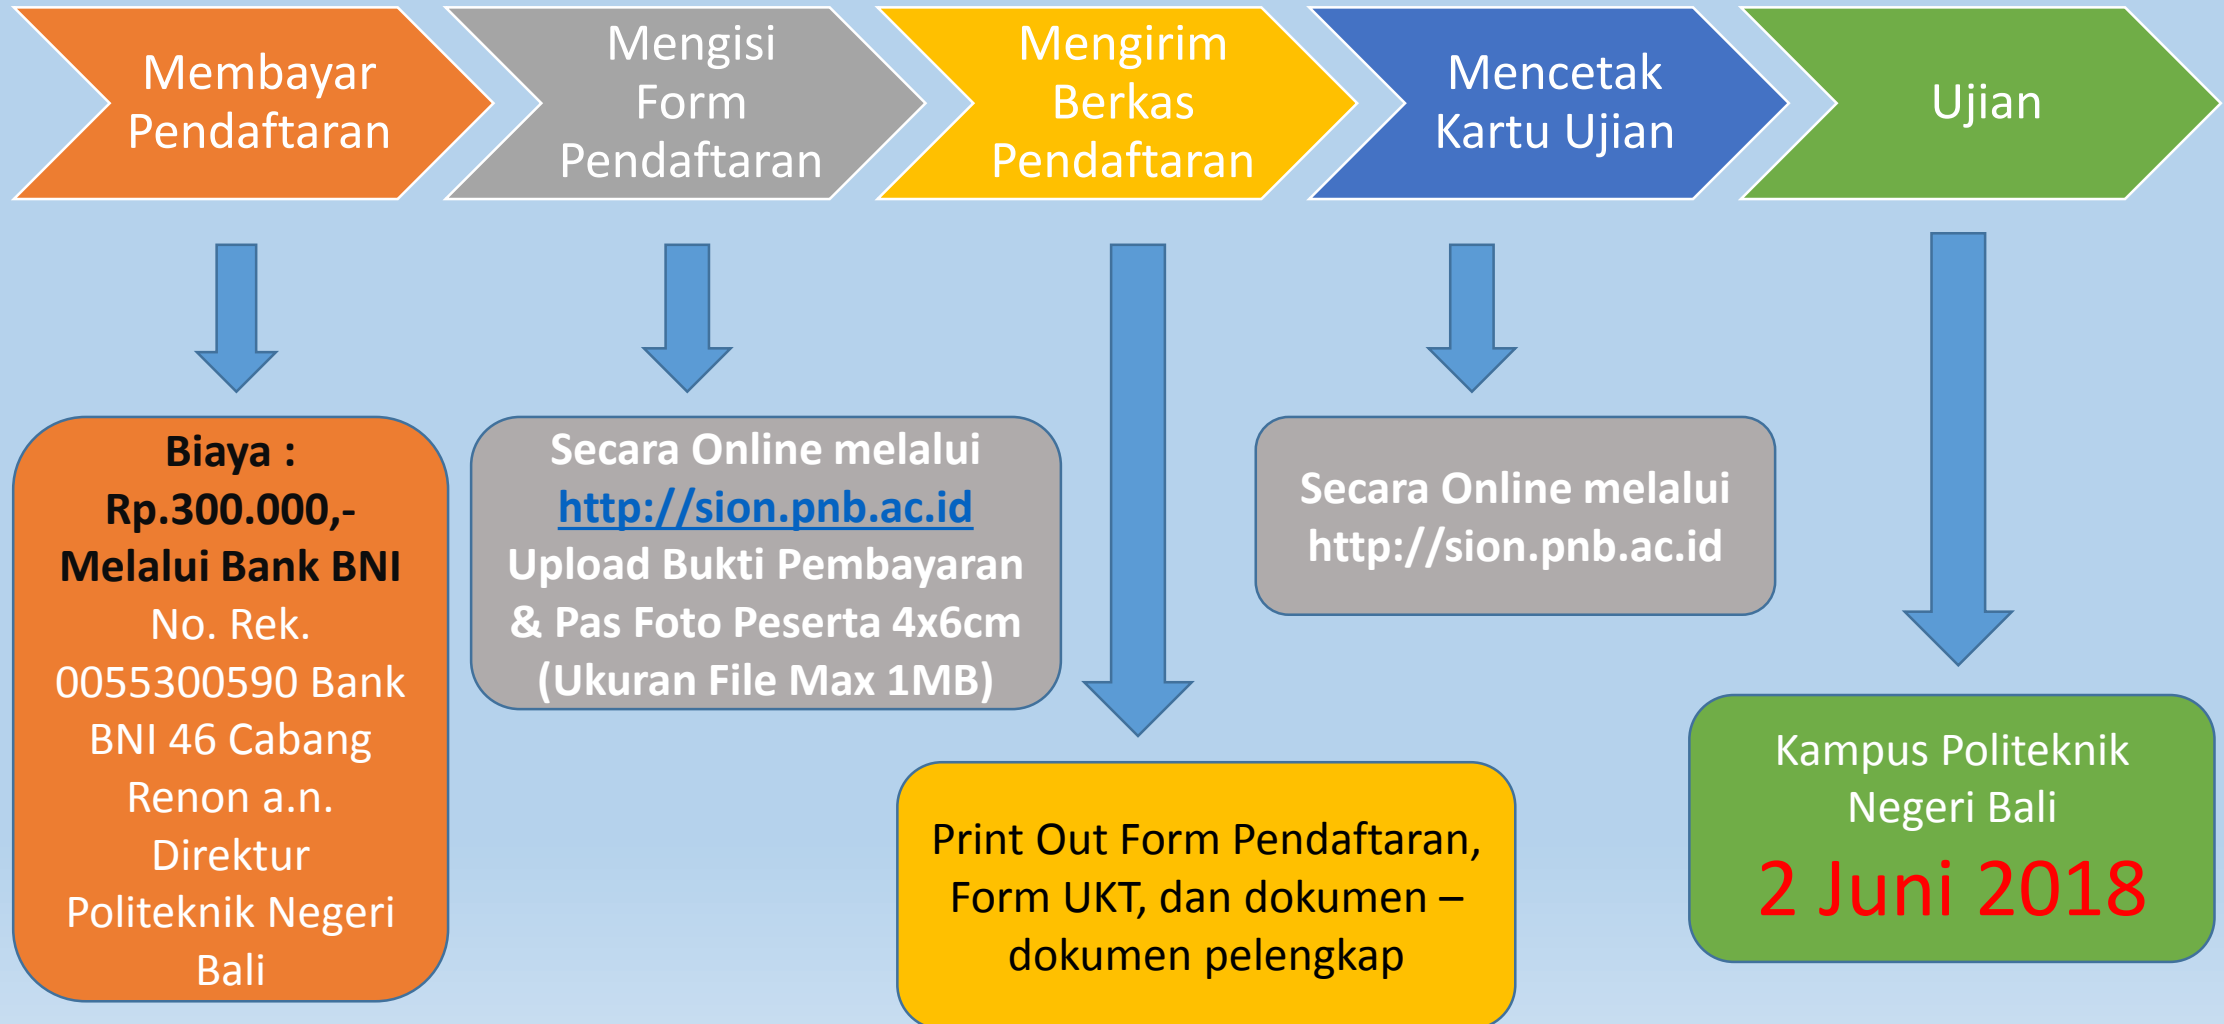 Membayar
Pendaftaran
Mengisi
Form
Pendaftaran
Mengirim
Berkas
Pendaftaran
Mencetak
Kartu Ujian
Ujian
Biaya :
Rp.300.000,-
Melalui Bank BNI
No. Rek.
0055300590 Bank
BNI 46 Cabang
Renon a.n.
Direktur
Politeknik Negeri
Bali
Secara Online melalui
http://sion.pnb.ac.id
Upload Bukti Pembayaran
& Pas Foto Peserta 4x6cm
(Ukuran File Max 1MB)
Print Out Form Pendaftaran,
Form UKT, dan dokumen –
dokumen pelengkap
Secara Online melalui
http://sion.pnb.ac.id
Kampus Politeknik
Negeri Bali
2 Juni 2018